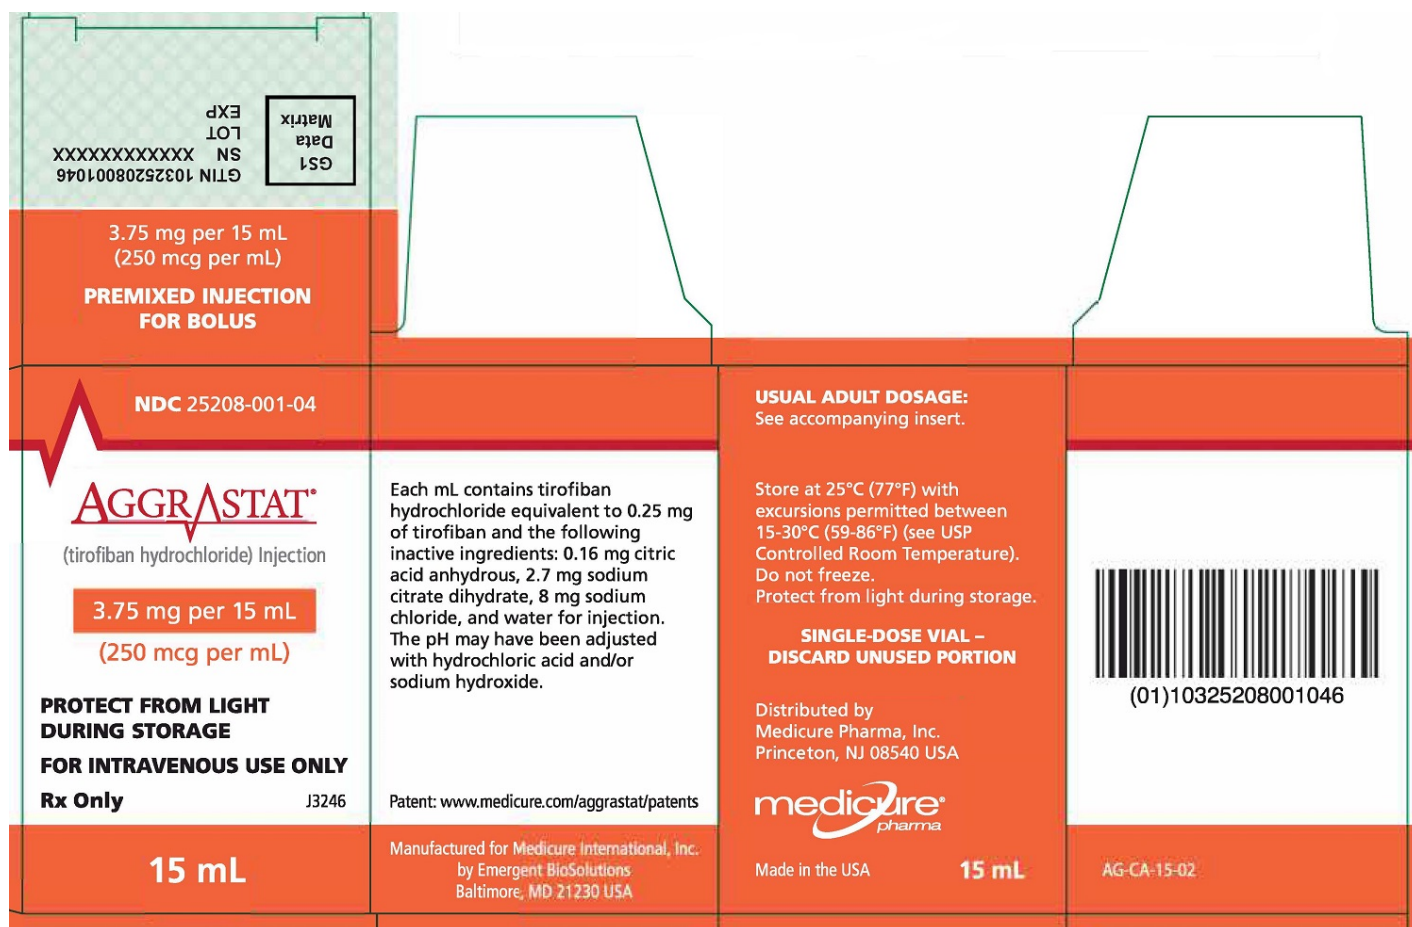 GTIN 10325208001046
SN XXXXXXXXXXXXX
LOT
EXP
GS1
Data
Matrix
3.75 mg per 15 mL
(250 mcg per mL)
PREMIXED INJECTION
FOR BOLUS
NDC 25208-001-04
AGGRASTAT®
(tirofiban hydrochloride) Injection
3.75 mg per 15 mL
(250 mcg per mL)
PROTECT FROM LIGHT
DURING STORAGE
FOR INTRAVENOUS USE ONLY
Rx Only J3246
15 mL
Each mL contains tirofiban
hydrochloride equivalent to 0.25 mg
of tirofiban and the following
inactive ingredients: 0.16 mg citric
acid anhydrous, 2.7 mg sodium
citrate dihydrate, 8 mg sodium
chloride, and water for injection.
The pH may have been adjusted
with hydrochloric acid and/or
sodium hydroxide.
Patent: www.medicure.com/aggrastat/patents
Manufactured for Medicure International, Inc.
by Emergent BioSolutions
Baltimore, MD 21230 USA
USUAL ADULT DOSAGE:
See accompanying insert.
Store at 25°C (77°F) with
excursions permitted between
15-30°C (59-86°F) (see USP
Controlled Room Temperature).
Do not freeze.
Protect from light during storage.
SINGLE-DOSE VIAL –
DISCARD UNUSED PORTION
Distributed by
Medicure Pharma, Inc.
Princeton, NJ 08540 USA
medicure®
pharma
Made in the USA 15 mL
(01)10325208001046
AG-CA-15-02